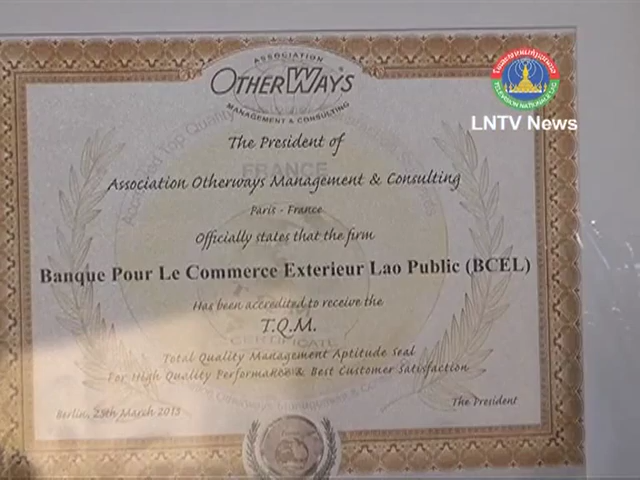 ASSOCIATION
OTHERWAYS
MANAGEMENT & CONSULTING
LNTV News
The President of
FRANCE
Association Otherways Management & Consulting
Paris - France
Officially states that the firm
Banque Pour Le Commerce Exterieur Lao Public (BCEL)
Has been accredited to receive the
T.Q.M.
CERTIFICATE
Total Quality Management Aptitude Seal
For High Quality Performance & Best Customer Satisfaction
Berlin, 25th March 2013
The President